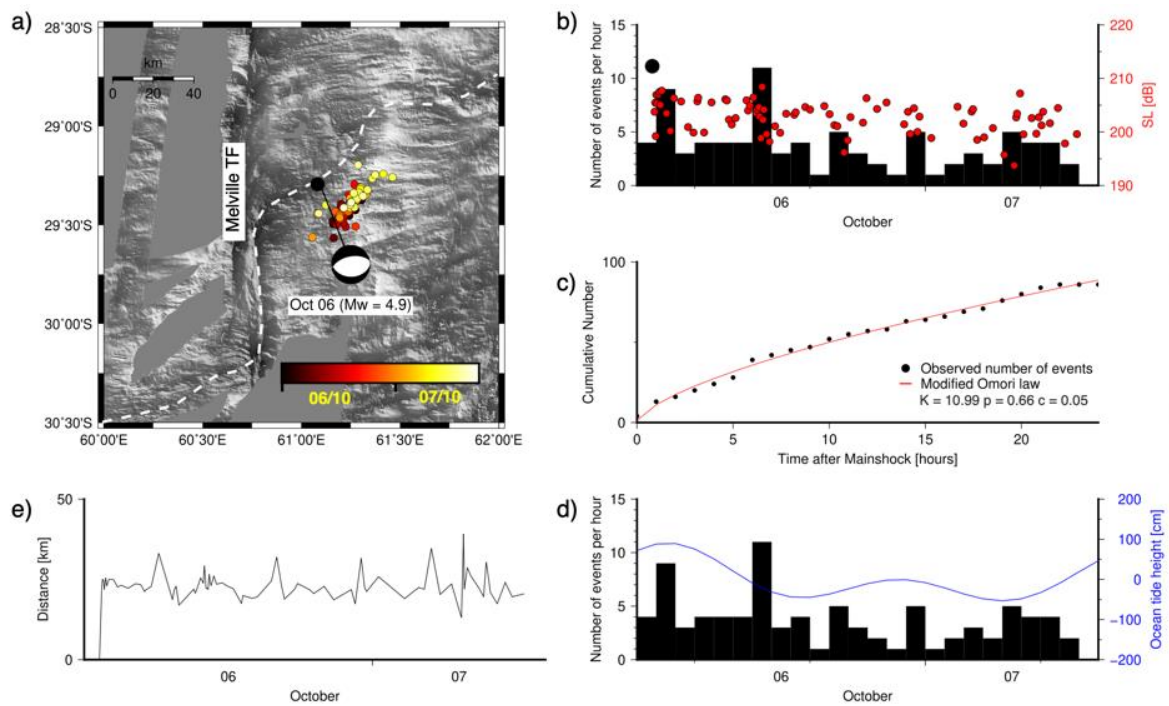 a)
28˚30'S
29˚00'S
29˚30'S
30˚00'S
30˚30'S
60˚00'E
60˚30'E
61˚00'E
61˚30'E
62˚00'E
km
0 20 40
Melville TF
Oct 06 (Mw = 4.9)
06/10 07/10
b)
15
10
5
0
Number of events per hour
220
210
200
190
SL [dB]
06 07
October
c)
100
0
Cumulative Number
Observed number of events
Modified Omori law
K = 10.99 p = 0.66 c = 0.05
0 5 10 15 20
Time after Mainshock [hours]
e)
50
0
Distance [km]
06 07
October
d)
15
10
5
0
Number of events per hour
200
100
0
−100
−200
Ocean tide height [cm]
06 07
October